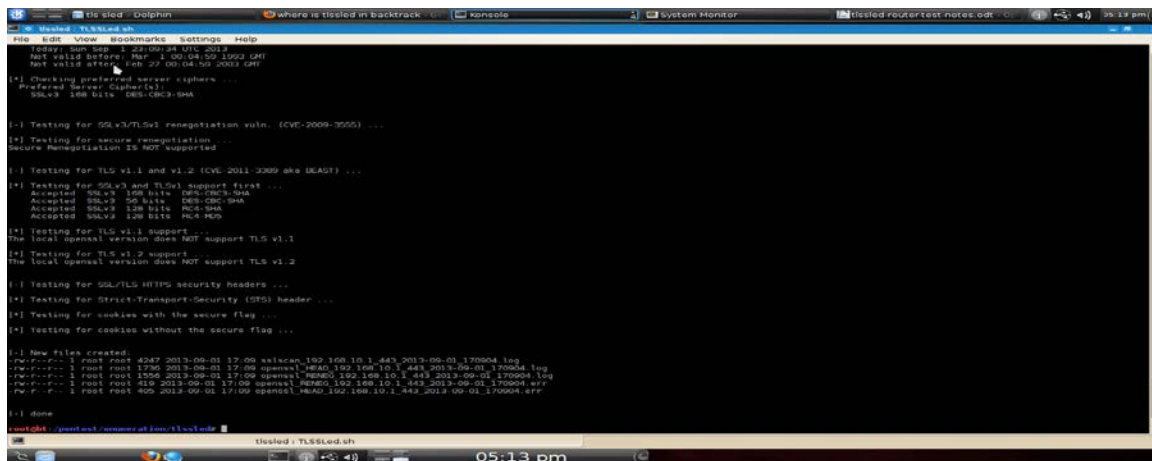 tls sled - Dolphin
where is tlssled in backtrack -
Konsole
System Monitor
tlssled router test notes.odt -
05:13 pm
tlssled : TLSSLed.sh
File Edit View Bookmarks Settings Help
Today: Sun Sep 1 23:09:34 UTC 2013
Not valid before: Mar 1 00:04:59 1993 GMT
Not valid after: Feb 27 00:04:59 2003 GMT
[*] Checking preferred server ciphers ...
Prefered Server Cipher(s):
SSLv3 168 bits DES-CBC3-SHA
[-] Testing for SSLv3/TLSv1 renegotiation vuln. (CVE-2009-3555) ...
[*] Testing for secure renegotiation ...
Secure Renegotiation IS NOT supported
[-] Testing for TLS v1.1 and v1.2 (CVE-2011-3389 aka BEAST) ...
[*] Testing for SSLv3 and TLSv1 support first ...
Accepted SSLv3 168 bits DES-CBC3-SHA
Accepted SSLv3 56 bits DES-CBC-SHA
Accepted SSLv3 128 bits RC4-SHA
Accepted SSLv3 128 bits RC4-MD5
[*] Testing for TLS v1.1 support ...
The local openssl version does NOT support TLS v1.1
[*] Testing for TLS v1.2 support ...
The local openssl version does NOT support TLS v1.2
[-] Testing for SSL/TLS HTTPS security headers ...
[*] Testing for Strict-Transport-Security (STS) header ...
[*] Testing for cookies with the secure flag ...
[*] Testing for cookies without the secure flag ...
[-] New files created:
-rw-r--r-- 1 root root 4247 2013-09-01 17:09 sslscan_192.168.10.1_443_2013-09-01_170904.log
-rw-r--r-- 1 root root 1736 2013-09-01 17:09 openssl_HEAD_192.168.10.1_443_2013-09-01_170904.log
-rw-r--r-- 1 root root 1556 2013-09-01 17:09 openssl_RENEG_192.168.10.1_443_2013-09-01_170904.log
-rw-r--r-- 1 root root 419 2013-09-01 17:09 openssl_RENEG_192.168.10.1_443_2013-09-01_170904.err
-rw-r--r-- 1 root root 405 2013-09-01 17:09 openssl_HEAD_192.168.10.1_443_2013-09-01_170904.err
[-] done
root@bt:/pentest/enumeration/tlssled#
tlssled : TLSSLed.sh
05:13 pm